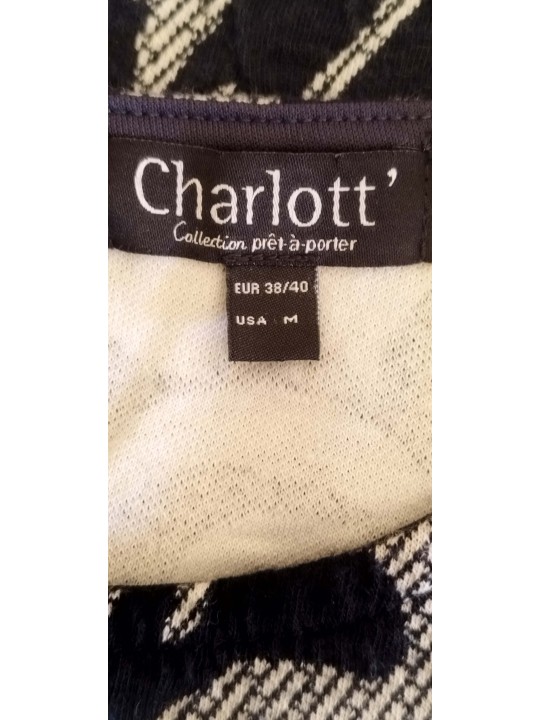 Charlott'
Collection prêt-à-porter
EUR 38/40
USA M